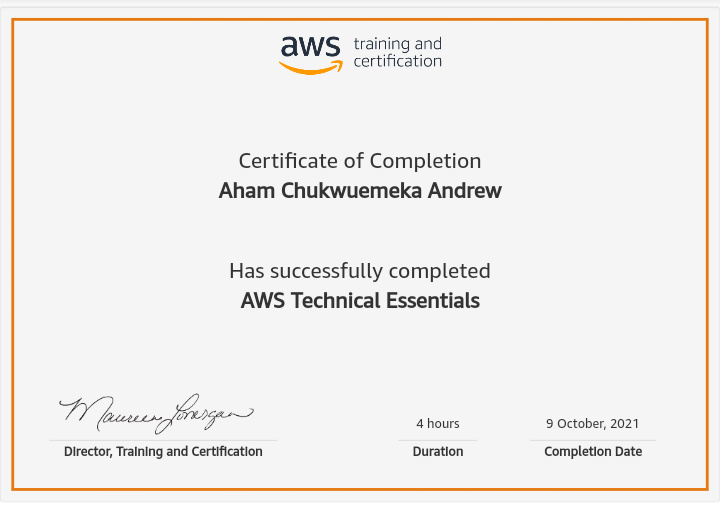 aws training and
certification
Certificate of Completion
Aham Chukwuemeka Andrew
Has successfully completed
AWS Technical Essentials
Maureen Lonergan
4 hours
9 October, 2021
Director, Training and Certification
Duration
Completion Date